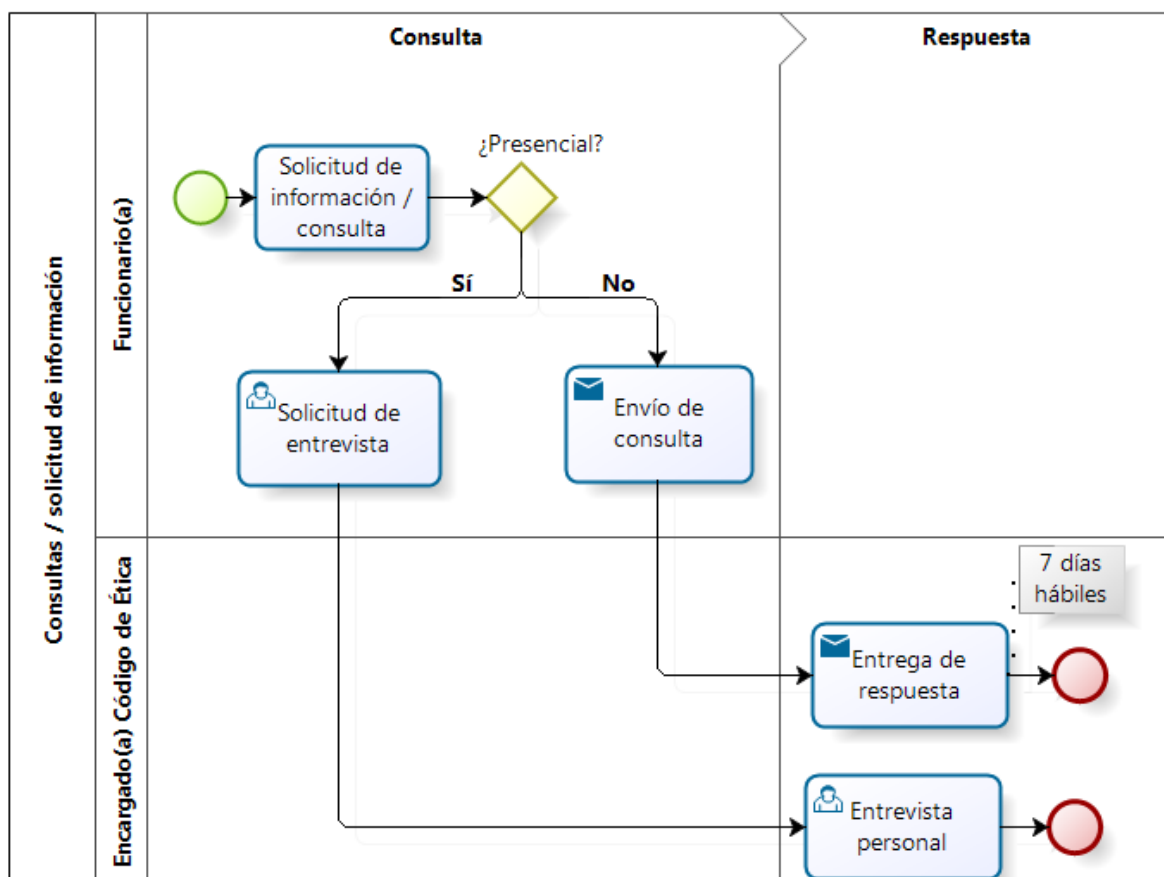 Consulta
Respuesta
Consultas / solicitud de información
Funcionario(a)
¿Presencial?
Solicitud de
información /
consulta
Sí
No
Solicitud de
entrevista
Envío de
consulta
Encargado(a) Código de Ética
7 días
hábiles
Entrega de
respuesta
Entrevista
personal